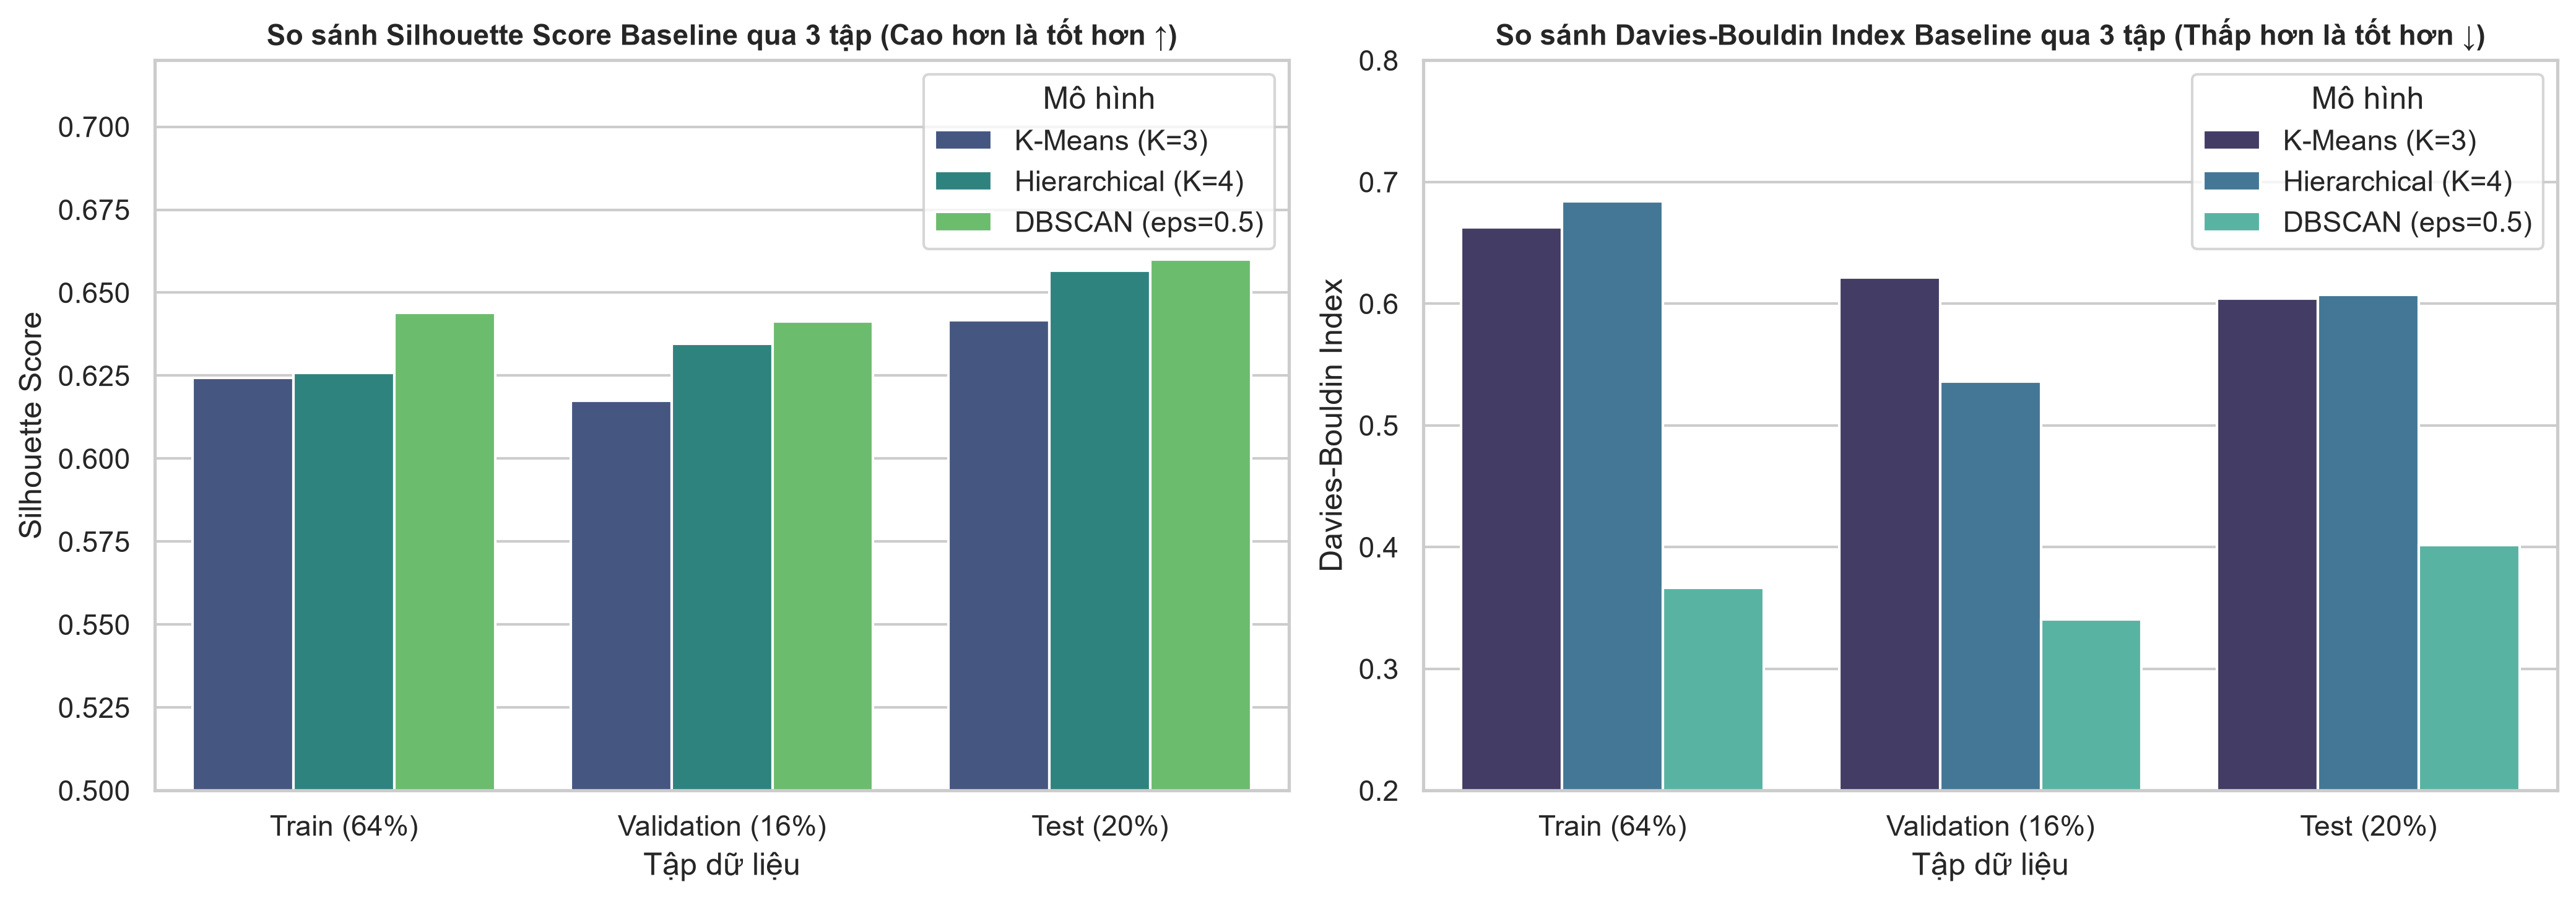 So sánh Silhouette Score Baseline qua 3 tập (Cao hơn là tốt hơn ↑)
Silhouette Score
0.700
0.675
0.650
0.625
0.600
0.575
0.550
0.525
0.500
Mô hình
K-Means (K=3)
Hierarchical (K=4)
DBSCAN (eps=0.5)
Train (64%)
Validation (16%)
Test (20%)
Tập dữ liệu
So sánh Davies-Bouldin Index Baseline qua 3 tập (Thấp hơn là tốt hơn ↓)
Davies-Bouldin Index
0.8
0.7
0.6
0.5
0.4
0.3
0.2
Mô hình
K-Means (K=3)
Hierarchical (K=4)
DBSCAN (eps=0.5)
Train (64%)
Validation (16%)
Test (20%)
Tập dữ liệu